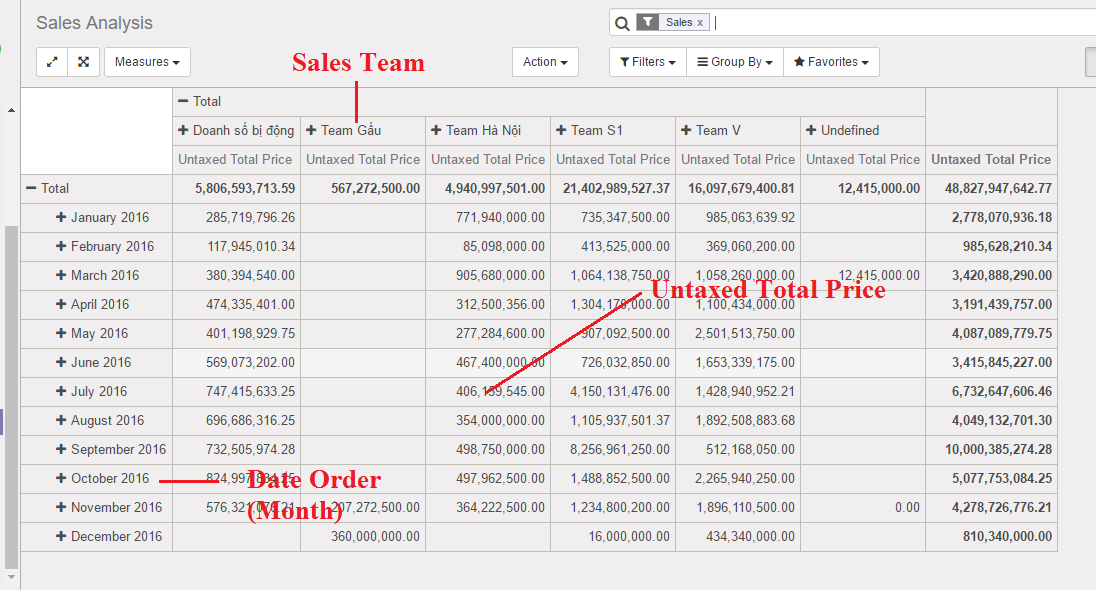 Sales Analysis
Sales x
Measures Action Filters Group By Favorites
Sales Team
Total
Doanh số bị động Team Gấu Team Hà Nội Team S1 Team V Undefined
Untaxed Total Price Untaxed Total Price Untaxed Total Price Untaxed Total Price Untaxed Total Price Untaxed Total Price Untaxed Total Price
Total 5,806,593,713.59 567,272,500.00 4,940,997,501.00 21,402,989,527.37 16,097,679,400.81 12,415,000.00 48,827,947,642.77
January 2016 285,719,796.26 771,940,000.00 735,347,500.00 985,063,639.92 2,778,070,936.18
February 2016 117,945,010.34 85,098,000.00 413,525,000.00 369,060,200.00 985,628,210.34
March 2016 380,394,540.00 905,680,000.00 1,064,138,750.00 1,058,260,000.00 12,415,000.00 3,420,888,290.00
Untaxed Total Price
April 2016 474,335,401.00 312,500,356.00 1,100,434,000.00 3,191,439,757.00
May 2016 401,198,929.75 277,284,600.00 907,092,500.00 2,501,513,750.00 4,087,089,779.75
June 2016 569,073,202.00 467,400,000.00 726,032,850.00 1,653,339,175.00 3,415,845,227.00
July 2016 747,415,633.25 4,150,131,476.00 1,428,940,952.21 6,732,647,606.46
August 2016 696,686,316.25 354,000,000.00 1,105,937,501.37 1,892,508,883.68 4,049,132,701.30
September 2016 732,505,974.28 498,750,000.00 8,256,961,250.00 512,168,050.00 10,000,385,274.28
October 2016 497,962,500.00 1,488,852,500.00 2,265,940,250.00 5,077,753,084.25
Date Order
(Month)
November 2016 207,272,500.00 364,222,500.00 1,234,800,200.00 1,896,110,500.00 0.00 4,278,726,776.21
December 2016 360,000,000.00 16,000,000.00 434,340,000.00 810,340,000.00